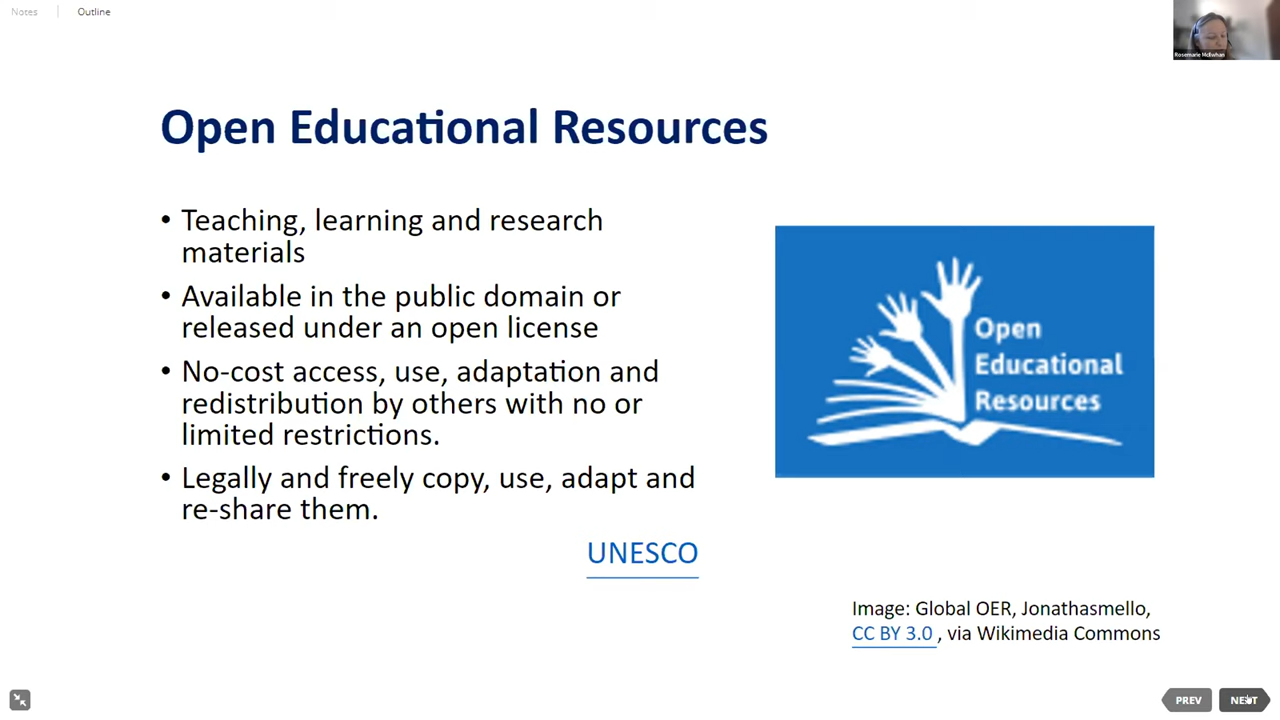 Notes
Outline
Rosemarie McIlwhan
Open Educational Resources
• Teaching, learning and research
materials
• Available in the public domain or
released under an open license
• No-cost access, use, adaptation and
redistribution by others with no or
limited restrictions.
• Legally and freely copy, use, adapt and
re-share them.
UNESCO
Open
Educational
Resources
Image: Global OER, Jonathasmello,
CC BY 3.0 , via Wikimedia Commons
PREV
NEXT